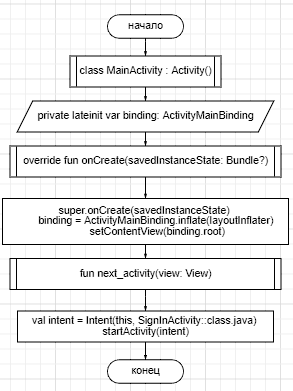 начало
class MainActivity : Activity()
private lateinit var binding: ActivityMainBinding
override fun onCreate(savedInstanceState: Bundle?)
super.onCreate(savedInstanceState)
binding = ActivityMainBinding.inflate(layoutInflater)
setContentView(binding.root)
fun next_activity(view: View)
val intent = Intent(this, SignInActivity::class.java)
startActivity(intent)
конец